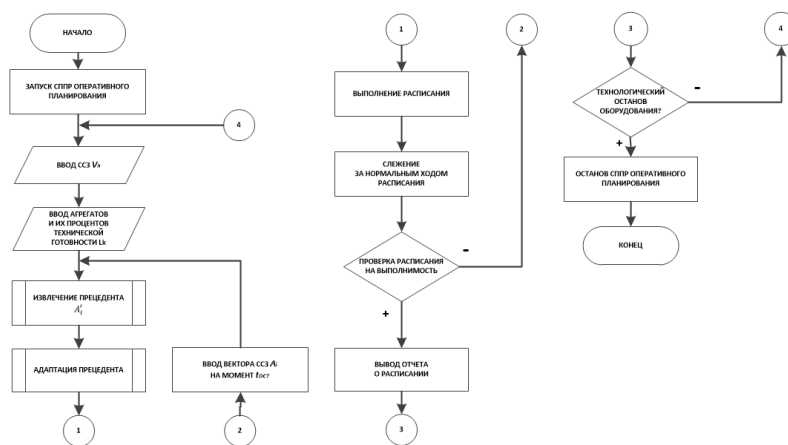 НАЧАЛО
ЗАПУСК СППР ОПЕРАТИВНОГО
ПЛАНИРОВАНИЯ
4
ВВОД ССЗ Vₙ
ВВОД АГРЕГАТОВ
И ИХ ПРОЦЕНТОВ
ТЕХНИЧЕСКОЙ
ГОТОВНОСТИ Lk
ИЗВЛЕЧЕНИЕ ПРЕЦЕДЕНТА
A'ᵢ
АДАПТАЦИЯ ПРЕЦЕДЕНТА
1
ВВОД ВЕКТОРА ССЗ Ai
НА МОМЕНТ tОСТ
2
1
ВЫПОЛНЕНИЕ РАСПИСАНИЯ
СЛЕЖЕНИЕ
ЗА НОРМАЛЬНЫМ ХОДОМ
РАСПИСАНИЯ
ПРОВЕРКА РАСПИСАНИЯ
НА ВЫПОЛНИМОСТЬ
-
+
2
ВЫВОД ОТЧЕТА
О РАСПИСАНИИ
3
3
ТЕХНОЛОГИЧЕСКИЙ
ОСТАНОВ
ОБОРУДОВАНИЯ?
-
4
+
ОСТАНОВ СППР ОПЕРАТИВНОГО
ПЛАНИРОВАНИЯ
КОНЕЦ